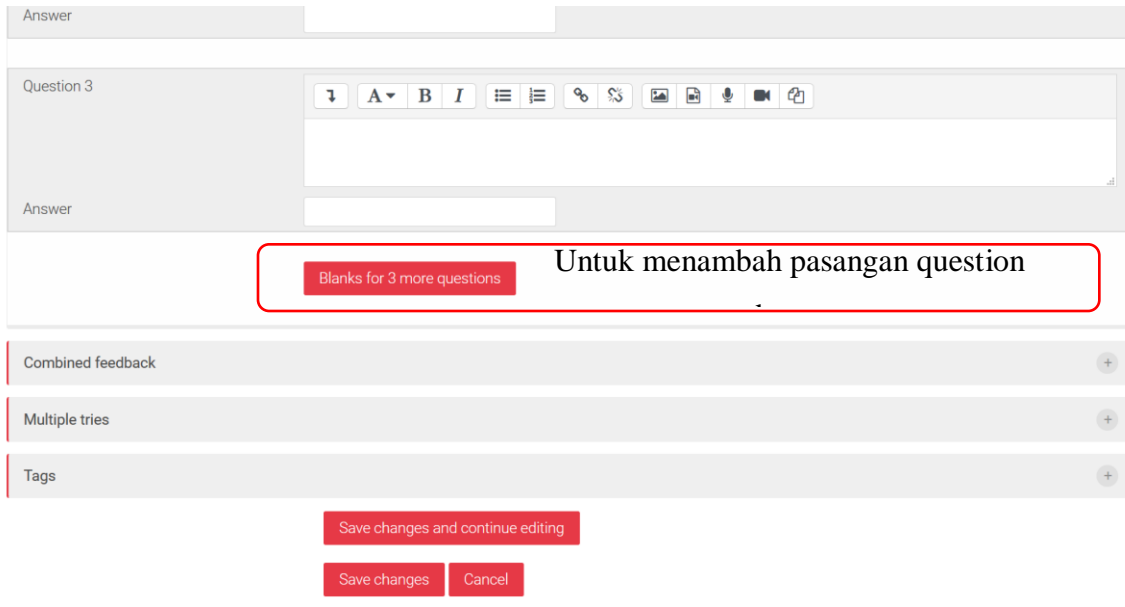 Answer
Question 3
A B I
Answer
Blanks for 3 more questions
Untuk menambah pasangan question
Combined feedback
Multiple tries
Tags
Save changes and continue editing
Save changes Cancel